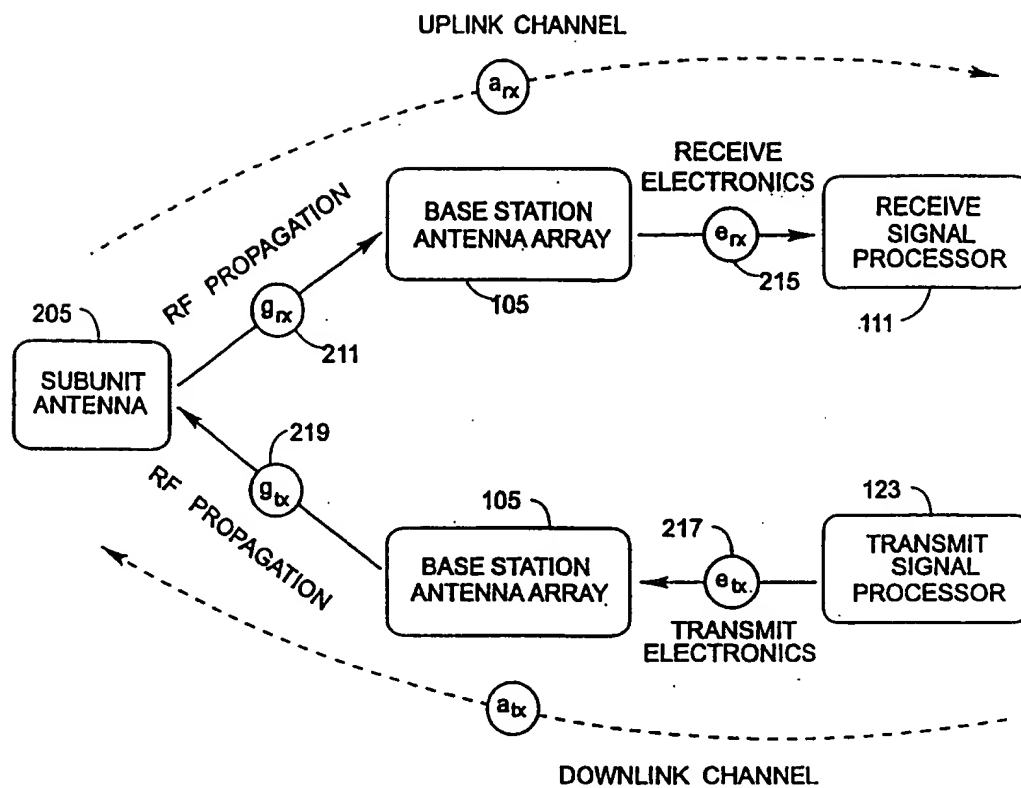 UPLINK CHANNEL
a_rx
RF PROPAGATION
g_rx
211
BASE STATION
ANTENNA ARRAY
105
RECEIVE
ELECTRONICS
e_rx
215
RECEIVE
SIGNAL
PROCESSOR
111
205
SUBUNIT
ANTENNA
219
g_tx
RF PROPAGATION
105
BASE STATION
ANTENNA ARRAY
217
e_tx
TRANSMIT
ELECTRONICS
123
TRANSMIT
SIGNAL
PROCESSOR
a_tx
DOWNLINK CHANNEL